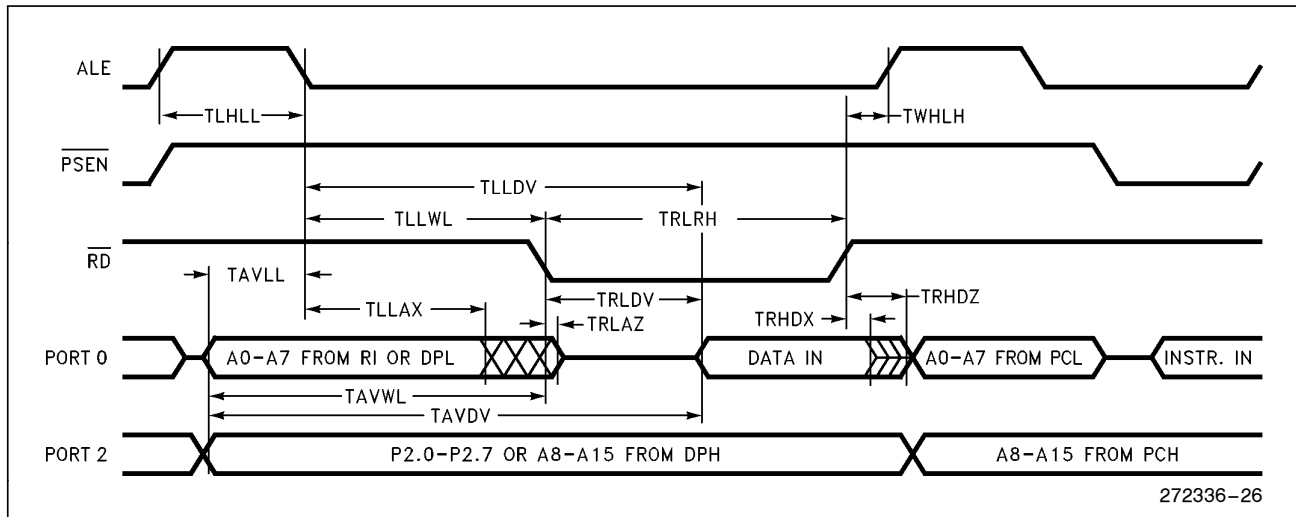 ALE
TLHLL
TWHLH
PSEN
TLLDV
TLLWL
TRLRH
RD
TAVLL
TRLDV
TRHDZ
TLLAX
TRLAZ
TRHDX
PORT 0
A0–A7 FROM RI OR DPL
DATA IN
A0–A7 FROM PCL
INSTR. IN
TAVWL
TAVDV
PORT 2
P2.0–P2.7 OR A8–A15 FROM DPH
A8–A15 FROM PCH
272336–26